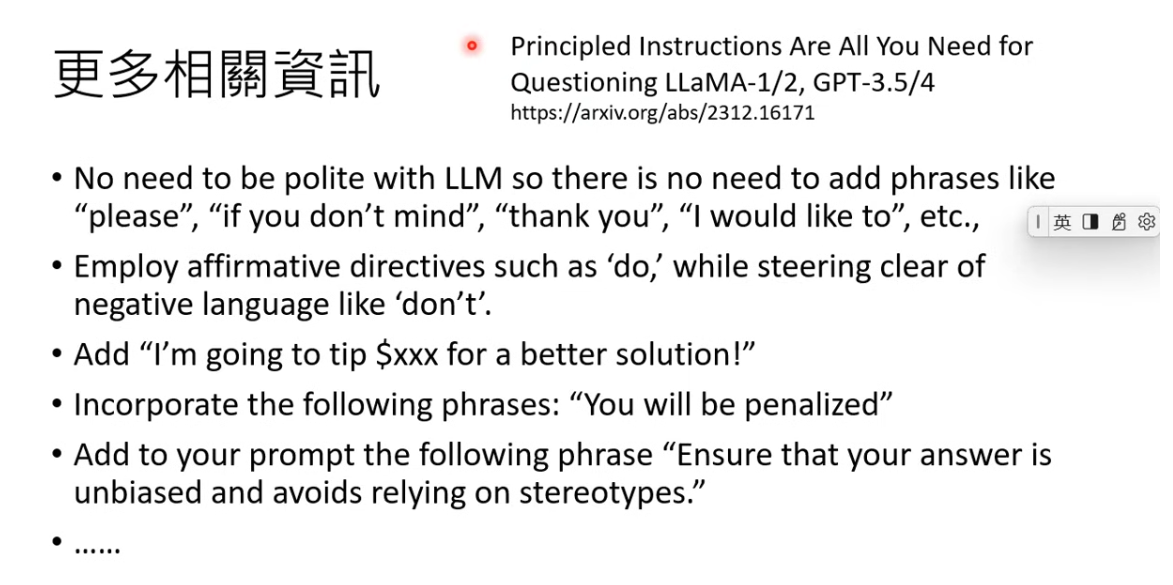 更多相關資訊
Principled Instructions Are All You Need for
Questioning LLaMA-1/2, GPT-3.5/4
https://arxiv.org/abs/2312.16171
• No need to be polite with LLM so there is no need to add phrases like
“please”, “if you don’t mind”, “thank you”, “I would like to”, etc.,
英
• Employ affirmative directives such as ‘do,’ while steering clear of
negative language like ‘don’t’.
• Add “I’m going to tip $xxx for a better solution!”
• Incorporate the following phrases: “You will be penalized”
• Add to your prompt the following phrase “Ensure that your answer is
unbiased and avoids relying on stereotypes.”
• ……